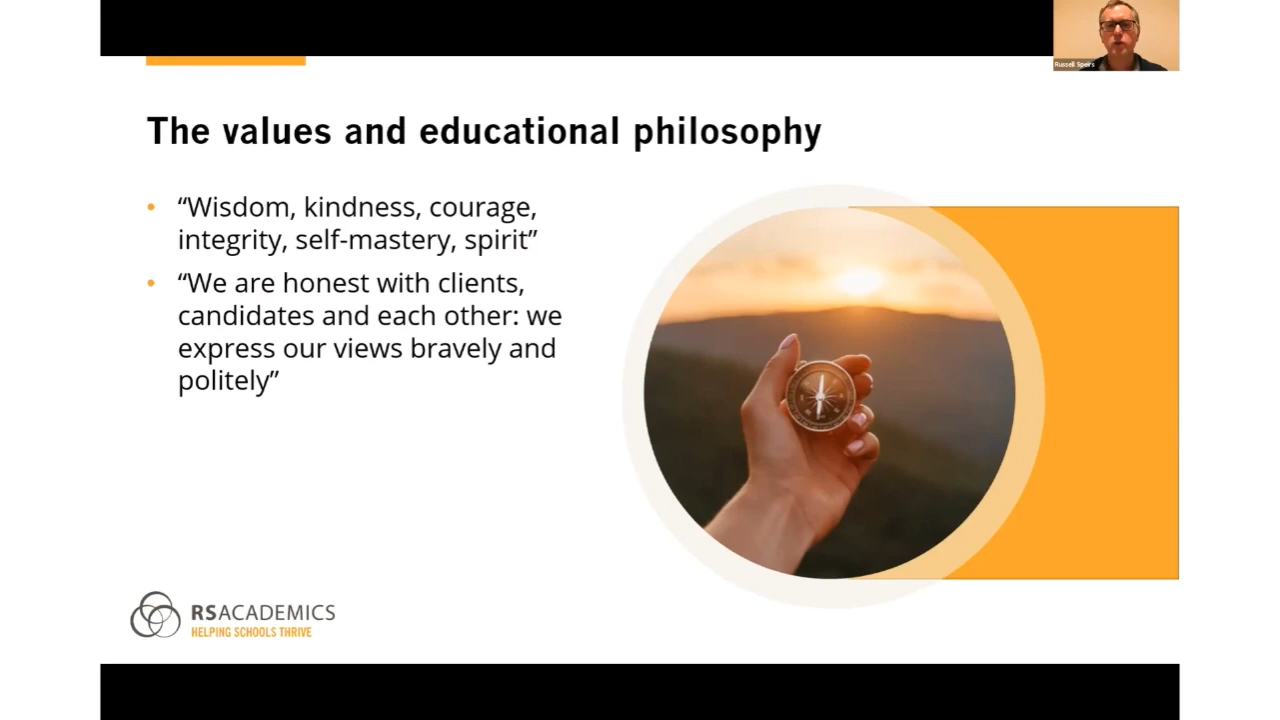 Russell Speirs
The values and educational philosophy
• “Wisdom, kindness, courage,
integrity, self-mastery, spirit”
• “We are honest with clients,
candidates and each other: we
express our views bravely and
politely”
RSACADEMICS
HELPING SCHOOLS THRIVE